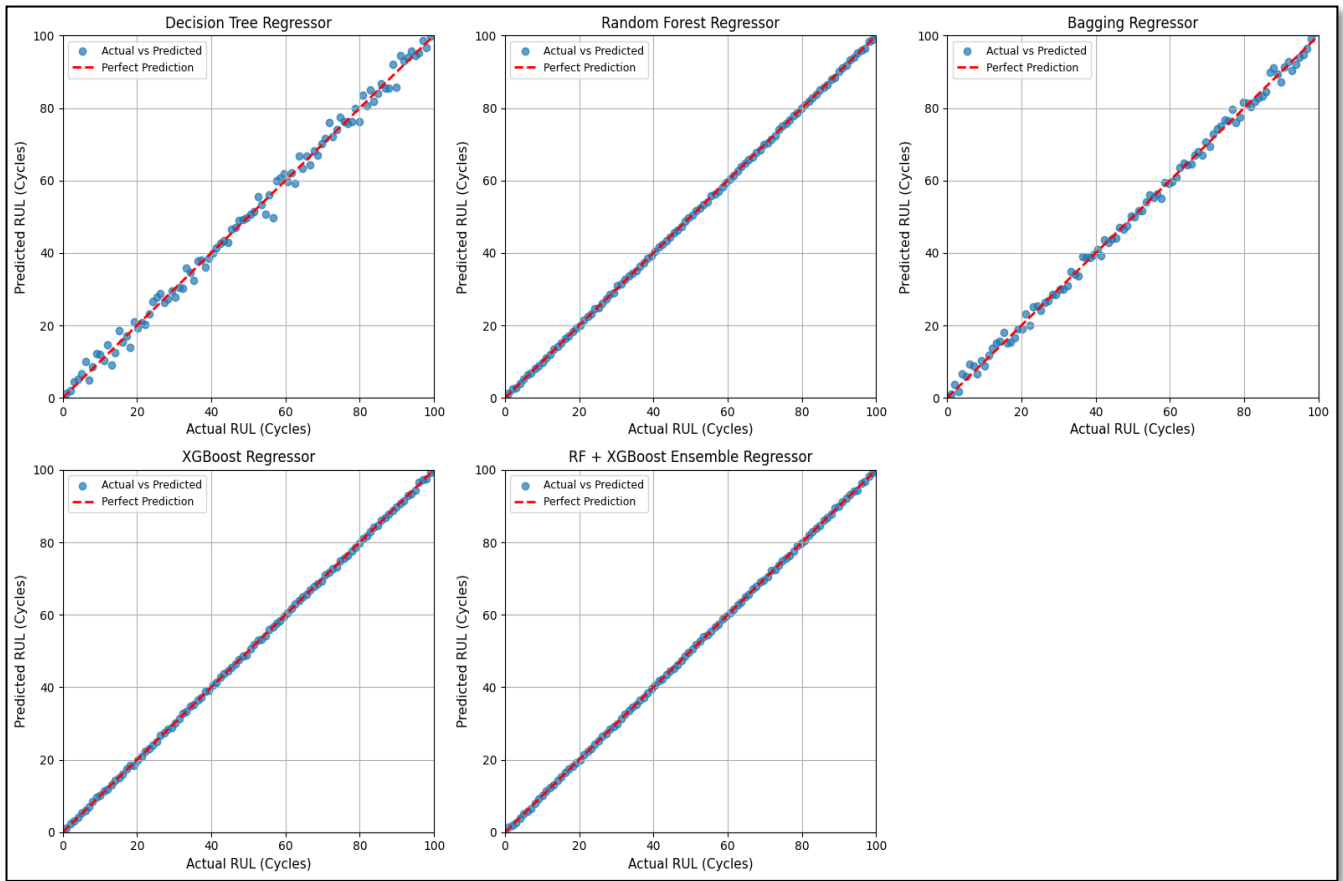 Decision Tree Regressor
Actual vs Predicted
Perfect Prediction
100
80
60
40
20
0
Predicted RUL (Cycles)
0 20 40 60 80 100
Actual RUL (Cycles)
Random Forest Regressor
Actual vs Predicted
Perfect Prediction
100
80
60
40
20
0
Predicted RUL (Cycles)
0 20 40 60 80 100
Actual RUL (Cycles)
Bagging Regressor
Actual vs Predicted
Perfect Prediction
100
80
60
40
20
0
Predicted RUL (Cycles)
0 20 40 60 80 100
Actual RUL (Cycles)
XGBoost Regressor
Actual vs Predicted
Perfect Prediction
100
80
60
40
20
0
Predicted RUL (Cycles)
0 20 40 60 80 100
Actual RUL (Cycles)
RF + XGBoost Ensemble Regressor
Actual vs Predicted
Perfect Prediction
100
80
60
40
20
0
Predicted RUL (Cycles)
0 20 40 60 80 100
Actual RUL (Cycles)